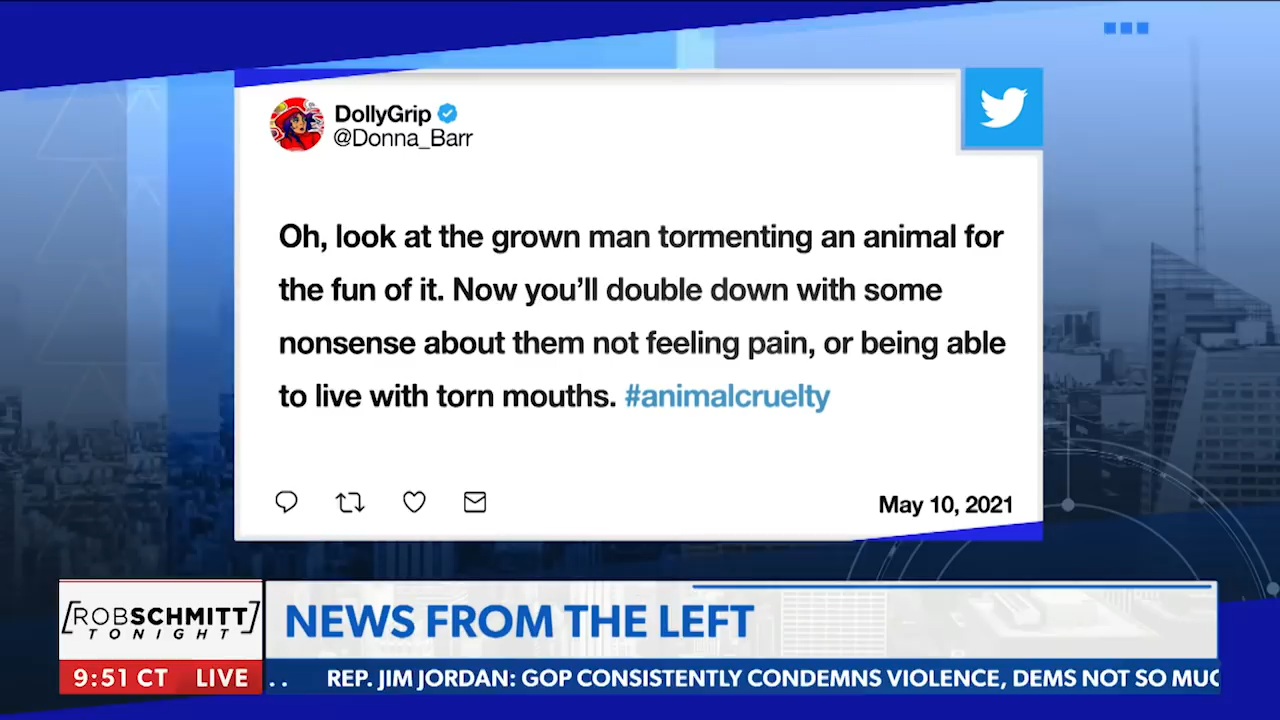 DollyGrip
@Donna_Barr
Oh, look at the grown man tormenting an animal for
the fun of it. Now you’ll double down with some
nonsense about them not feeling pain, or being able
to live with torn mouths. #animalcruelty
May 10, 2021
[ROBSCHMITT]
TONIGHT
NEWS FROM THE LEFT
9:51 CT LIVE
.. REP. JIM JORDAN: GOP CONSISTENTLY CONDEMNS VIOLENCE, DEMS NOT SO MUC